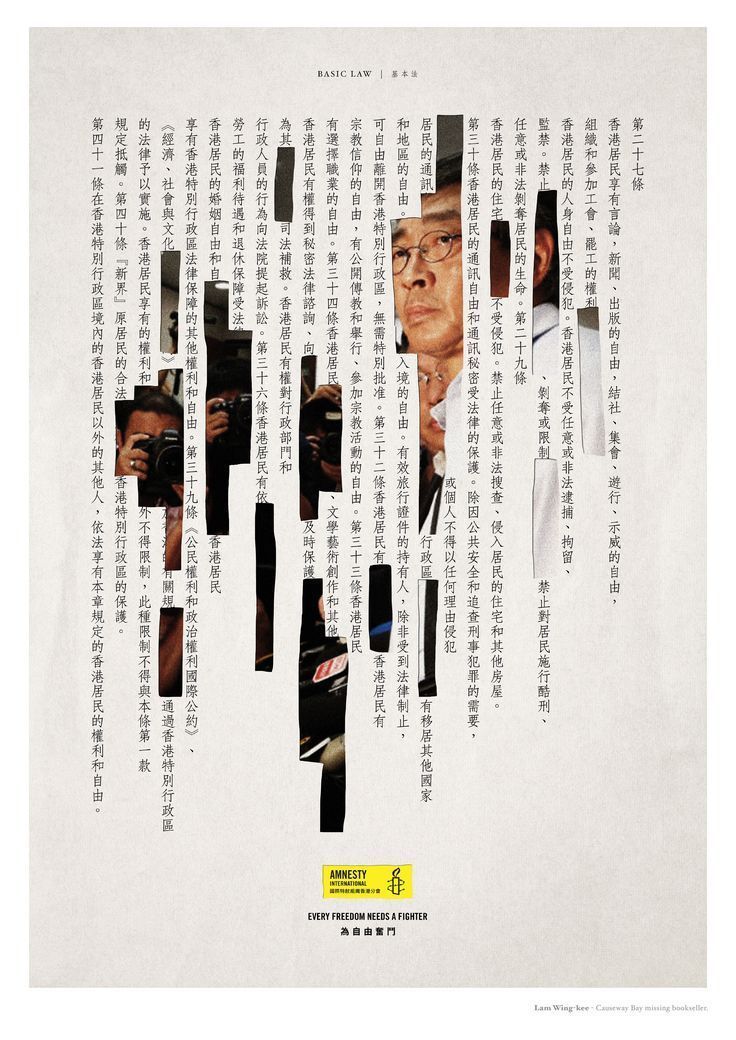 BASIC LAW | 基本法
第二十七條
香港居民享有言論，新聞、出版的自由，結社、集會、遊行、示威的自由，
組織和參加工會、罷工的權利
香港居民的人身自由不受侵犯。香港居民不受任意或非法逮捕、拘留、
監禁。禁止 、剝奪或限制 禁止對居民施行酷刑、
任意或非法剝奪居民的生命。第二十九條
香港居民的住宅 不受侵犯。禁止任意或非法搜查、侵入居民的住宅和其他房屋。
第三十條香港居民的通訊自由和通訊秘密受法律的保護。除因公共安全和追查刑事犯罪的需要，
或個人不得以任何理由侵犯
居民的通訊 行政區 有移居其他國家
和地區的自由。 入境的自由。有效旅行證件的持有人，除非受到法律制止，
可自由離開香港特別行政區，無需特別批准。第三十二條香港居民有 香港居民有
宗教信仰的自由，有公開傳教和舉行、參加宗教活動的自由。第三十三條香港居民
有選擇職業的自由。第三十四條香港居民 、文學藝術創作和其他
香港居民有權得到秘密法律諮詢、向 及時保護
為其 司法補救。香港居民有權對行政部門和
行政人員的行為向法院提起訴訟。第三十六條香港居民有依
勞工的福利待遇和退休保障受法
香港居民的婚姻自由和自 香港居民
享有香港特別行政區法律保障的其他權利和自由。第三十九條《公民權利和政治權利國際公約》、
《經濟、社會與文化 》 有關規 通過香港特別行政區
的法律予以實施。香港居民享有的權利和 外不得限制，此種限制不得與本條第一款
規定抵觸。第四十條『新界』原居民的合法 香港特別行政區的保護。
第四十一條在香港特別行政區境內的香港居民以外的其他人，依法享有本章規定的香港居民的權利和自由。
AMNESTY
INTERNATIONAL
國際特赦組織香港分會
EVERY FREEDOM NEEDS A FIGHTER
為自由奮鬥
Lam Wing-kee - Causeway Bay missing bookseller.